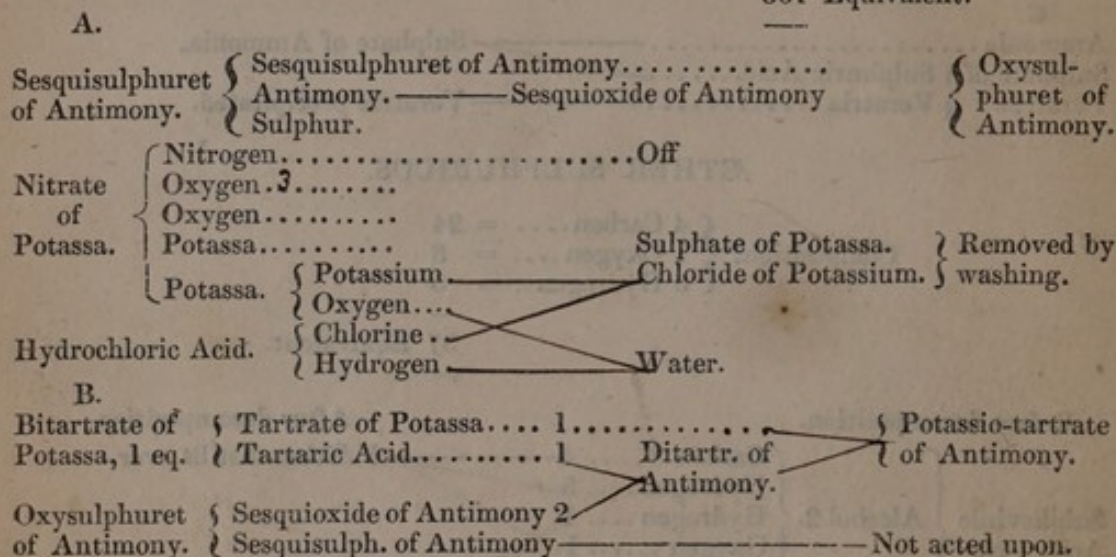 A.
Sesquisulphuret of Antimony. { Sesquisulphuret of Antimony.............. { Oxysul-
Antimony. ———Sesquioxide of Antimony phuret of
Sulphur. Antimony.
Nitrogen.......................Off
Nitrate Oxygen.3........
of Oxygen..........
Potassa. Potassa.......... Sulphate of Potassa. } Removed by
Potassa. { Potassium Chloride of Potassium. } washing.
Oxygen...
Hydrochloric Acid. { Chlorine..
Hydrogen Water.
B.
Bitartrate of { Tartrate of Potassa.... 1............. { Potassio-tartrate
Potassa, 1 eq. { Tartaric Acid.......... 1 Ditartr. of of Antimony.
Antimony.
Oxysulphuret { Sesquioxide of Antimony 2
of Antimony. { Sesquisulph. of Antimony——————Not acted upon.